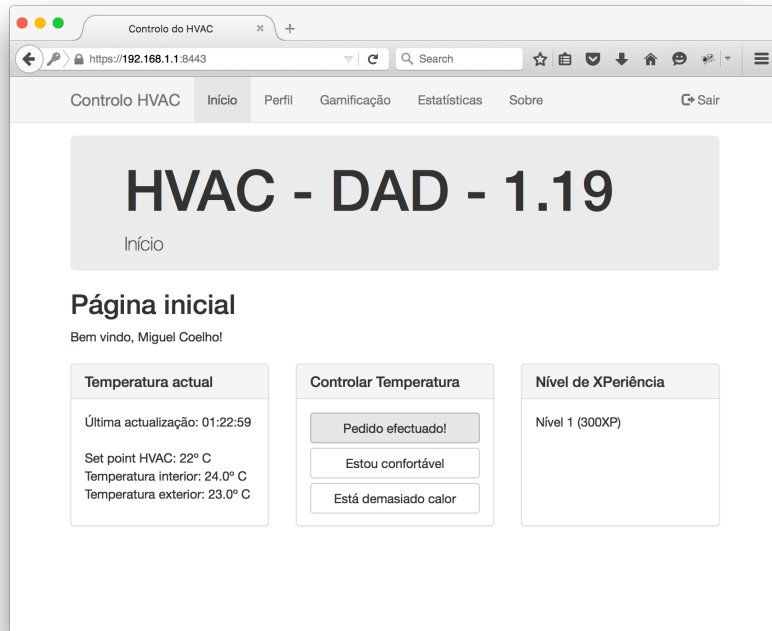 Controlo do HVAC
https://192.168.1.1:8443
Search
Controlo HVAC
Início
Perfil
Gamificação
Estatísticas
Sobre
Sair
HVAC - DAD - 1.19
Início
Página inicial
Bem vindo, Miguel Coelho!
Temperatura actual
Última actualização: 01:22:59
Set point HVAC: 22º C
Temperatura interior: 24.0º C
Temperatura exterior: 23.0º C
Controlar Temperatura
Pedido efectuado!
Estou confortável
Está demasiado calor
Nível de XPeriência
Nível 1 (300XP)